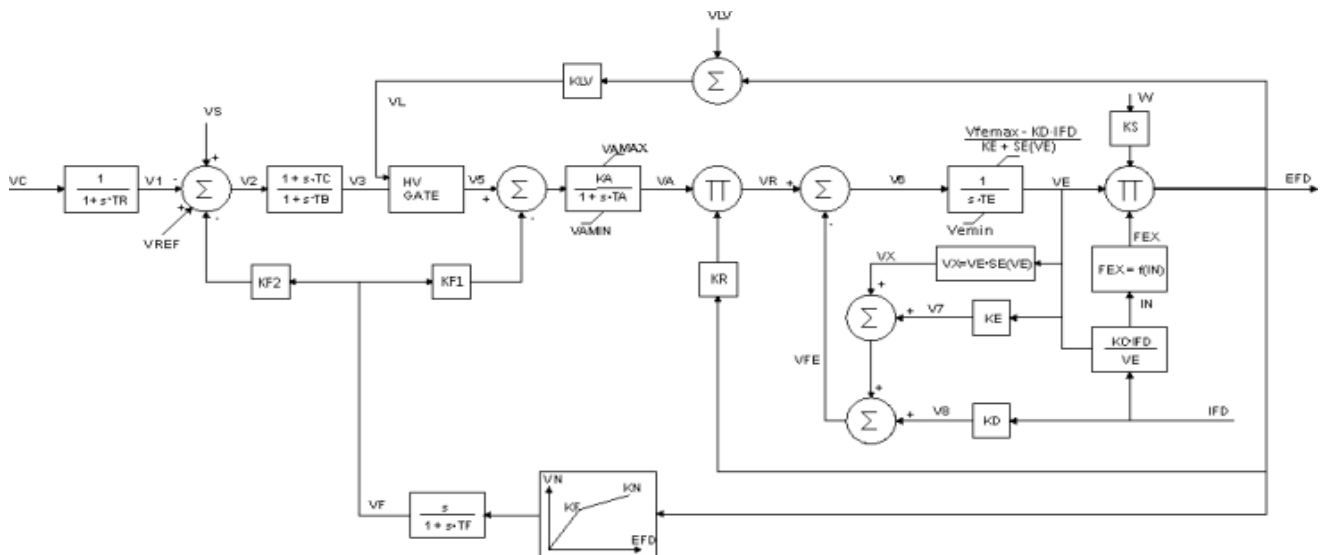 VLV
Σ
KLV
VL
W
KS
VS
Vfemax - KD·IFD
KE + SE(VE)
VC
1
1 + s·TR
V1
-
+
Σ
+
-
VREF
V2
1 + s·TC
1 + s·TB
V3
HV
GATE
V5
+
Σ
-
VAMAX
KA
1 + s·TA
VAMIN
VA
Π
VR
+
Σ
-
V6
1
s·TE
Vemin
VE
Π
EFD
FEX
FEX = f(IN)
IN
VX
VX=VE·SE(VE)
KF2
KF1
KR
+
Σ
+
V7
KE
VFE
KC·IFD
VE
+
Σ
+
V8
KD
IFD
VF
s
1 + s·TF
VN
KF
KN
EFD